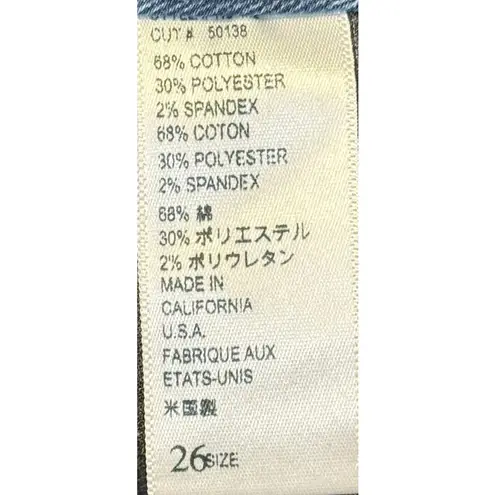 CUT # 50138
68% COTTON
30% POLYESTER
2% SPANDEX
68% COTON
30% POLYESTER
2% SPANDEX
68% 綿
30% ポリエステル
2% ポリウレタン
MADE IN
CALIFORNIA
U.S.A.
FABRIQUE AUX
ETATS-UNIS
米国製
26 SIZE